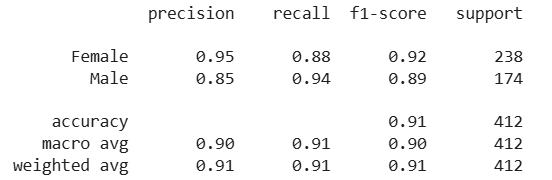 precision recall f1-score support
Female 0.95 0.88 0.92 238
Male 0.85 0.94 0.89 174
accuracy 0.91 412
macro avg 0.90 0.91 0.90 412
weighted avg 0.91 0.91 0.91 412